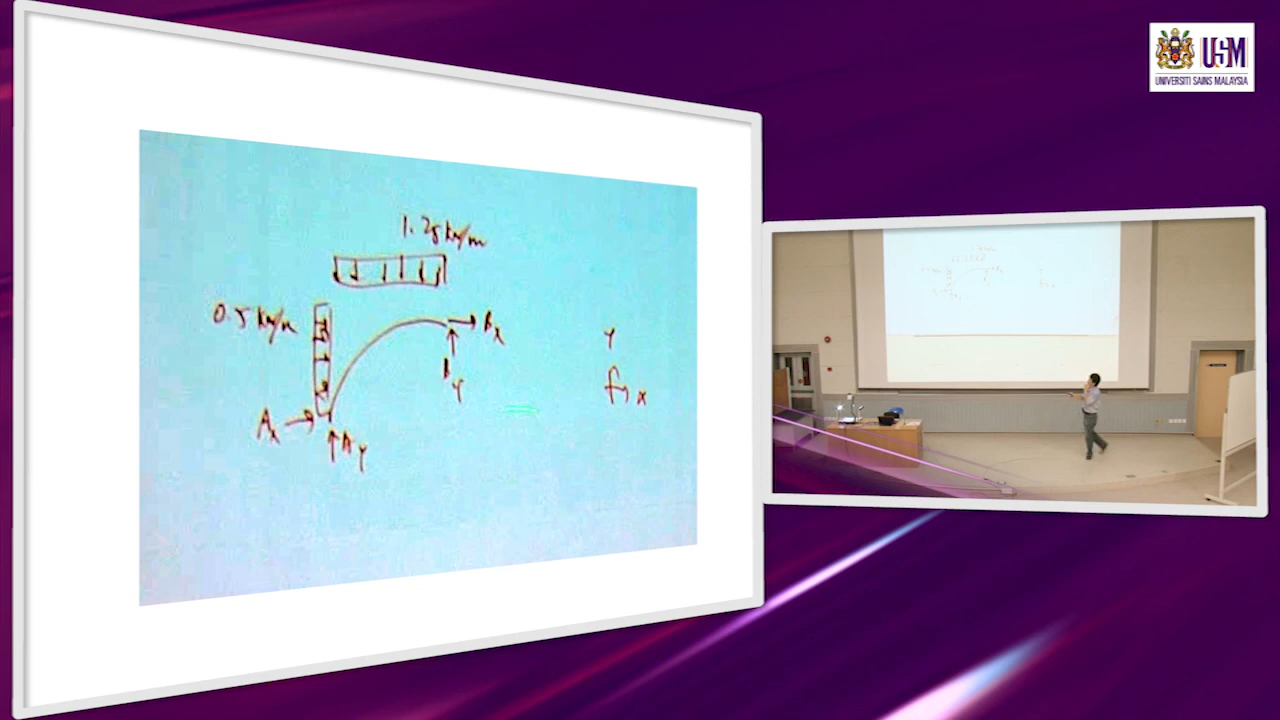 1.25 kN/m
0.5 kN/m
Bx
By
Ax
Ay
Y
x
USM
UNIVERSITI SAINS MALAYSIA